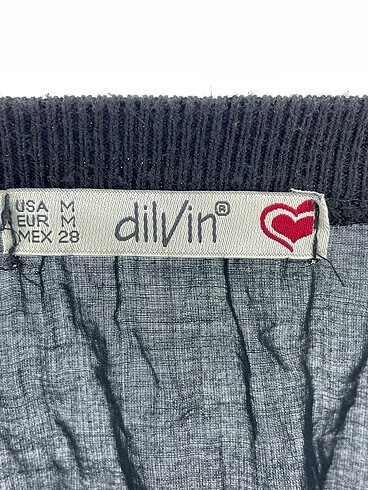 USA M
EUR M
MEX 28
dilvin®